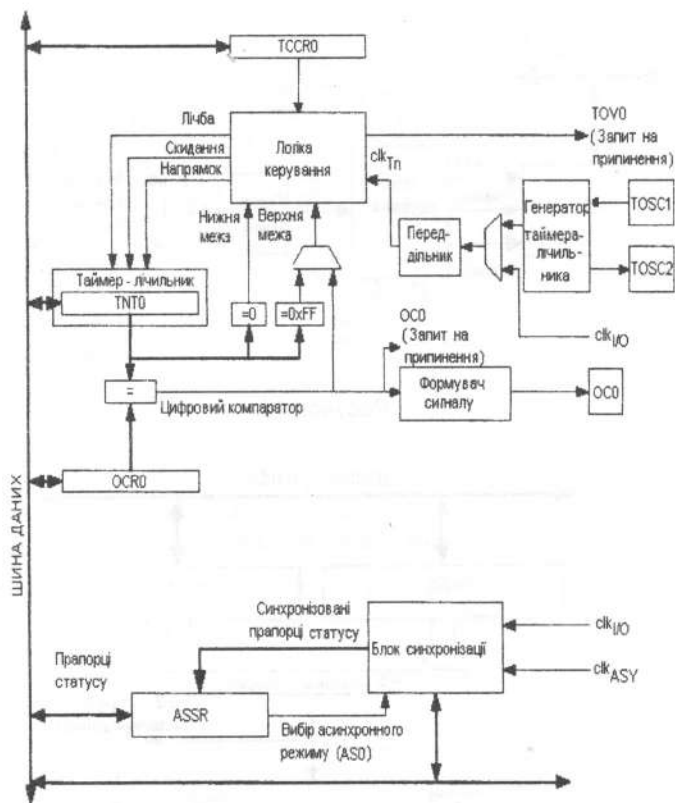 TCCR0
Лічба
Скидання
Напрямок
Логіка
керування
TOV0
(Запит на
припинення)
clkTn
Нижня
межа
Верхня
межа
Перед-
дільник
Генератор
таймера-
лічиль-
ника
TOSC1
TOSC2
Таймер - лічильник
TNT0
=0
=0xFF
OC0
(Запит на
припинення)
clkI/O
=
Цифровий компаратор
Формувач
сигналу
OC0
OCR0
ШИНА ДАНИХ
Синхронізовані
прапорці статусу
Блок синхронізації
clkI/O
clkASY
Прапорці
статусу
ASSR
Вибір асинхронного
режиму (AS0)